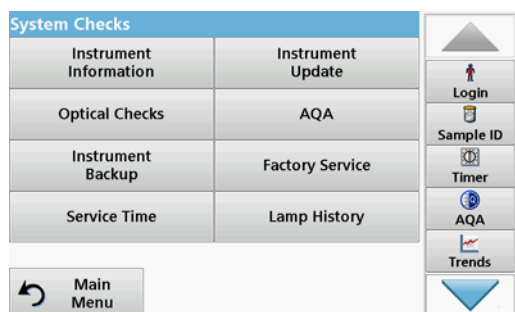 System Checks
Instrument
Information
Instrument
Update
Optical Checks
AQA
Instrument
Backup
Factory Service
Service Time
Lamp History
Main
Menu
Login
Sample ID
Timer
AQA
Trends